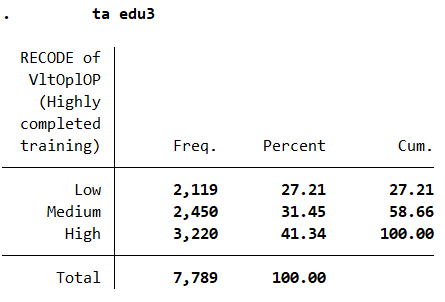 . ta edu3
RECODE of
VltOplOP
(Highly
completed
training) Freq. Percent Cum.
Low 2,119 27.21 27.21
Medium 2,450 31.45 58.66
High 3,220 41.34 100.00
Total 7,789 100.00